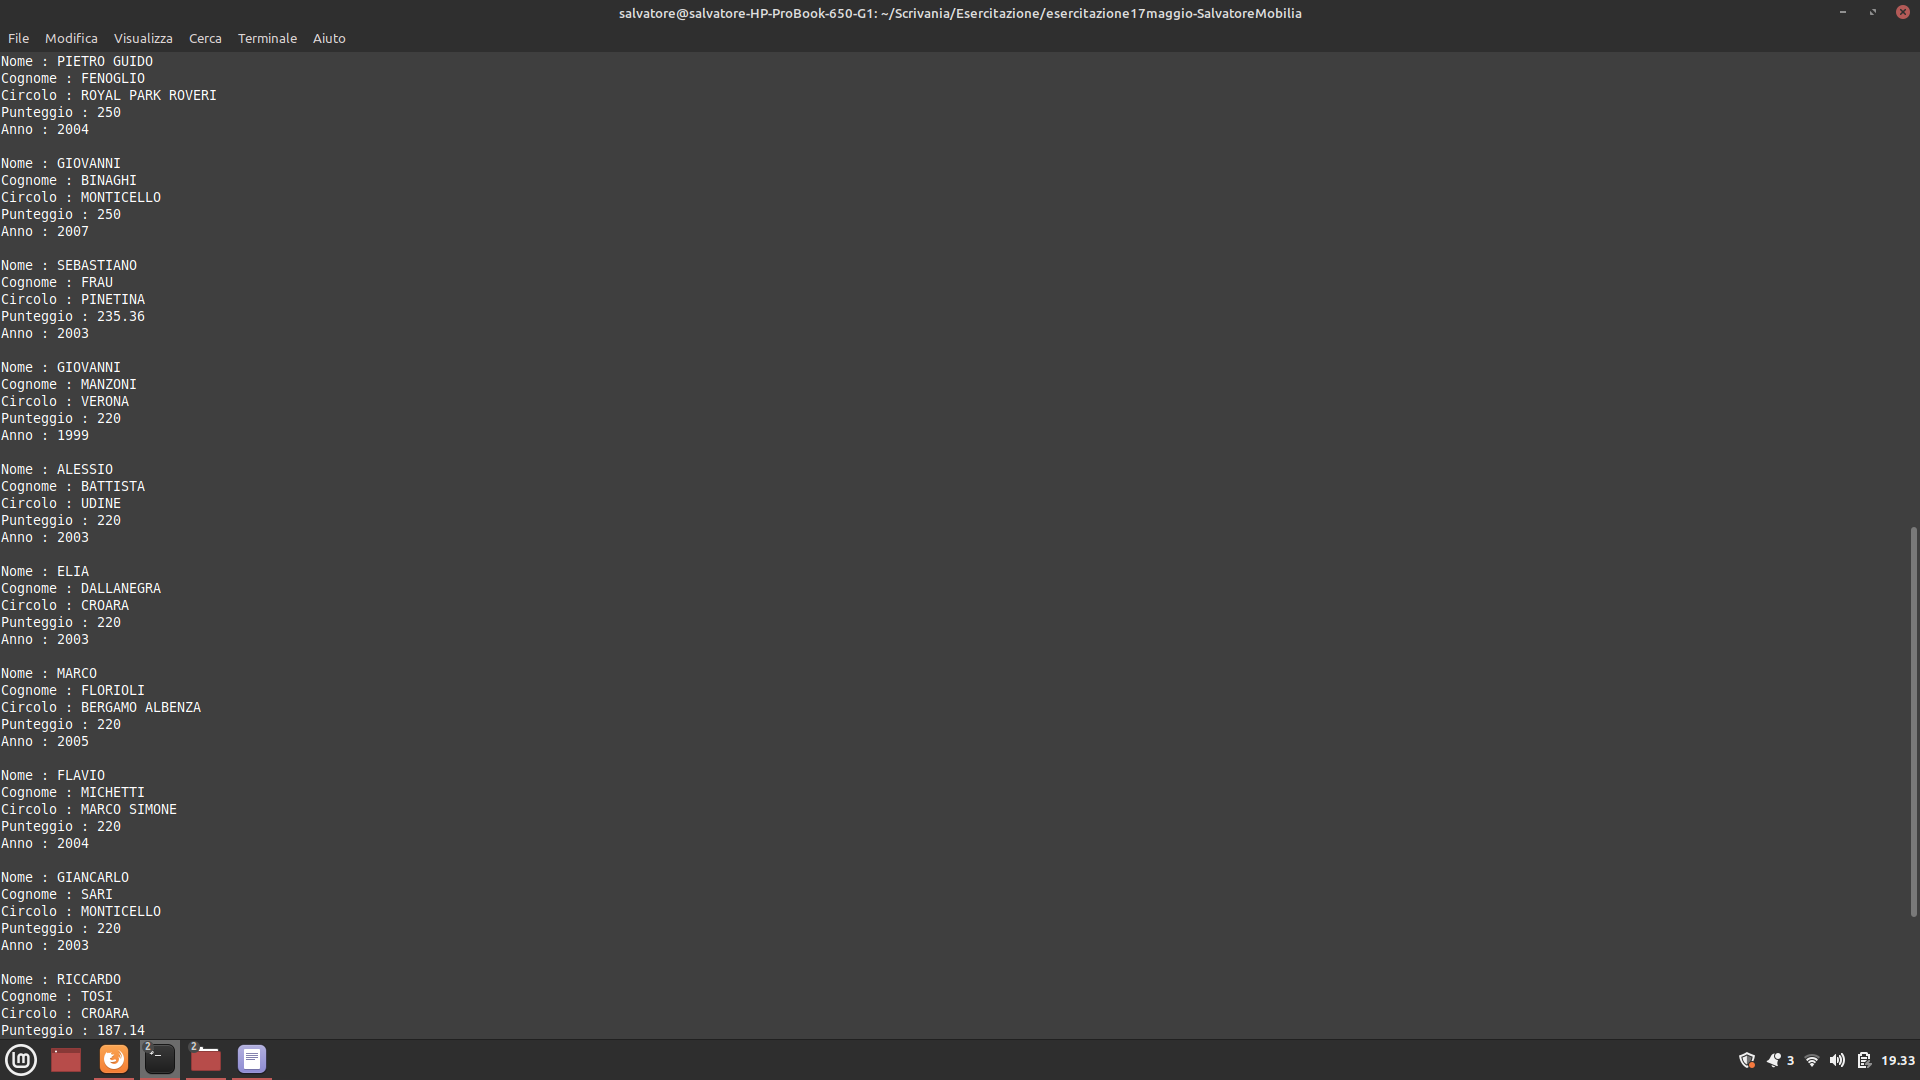 salvatore@salvatore-HP-ProBook-650-G1: ~/Scrivania/Esercitazione/esercitazione17maggio-SalvatoreMobilia
File Modifica Visualizza Cerca Terminale Aiuto
Nome : PIETRO GUIDO
Cognome : FENOGLIO
Circolo : ROYAL PARK ROVERI
Punteggio : 250
Anno : 2004
Nome : GIOVANNI
Cognome : BINAGHI
Circolo : MONTICELLO
Punteggio : 250
Anno : 2007
Nome : SEBASTIANO
Cognome : FRAU
Circolo : PINETINA
Punteggio : 235.36
Anno : 2003
Nome : GIOVANNI
Cognome : MANZONI
Circolo : VERONA
Punteggio : 220
Anno : 1999
Nome : ALESSIO
Cognome : BATTISTA
Circolo : UDINE
Punteggio : 220
Anno : 2003
Nome : ELIA
Cognome : DALLANEGRA
Circolo : CROARA
Punteggio : 220
Anno : 2003
Nome : MARCO
Cognome : FLORIOLI
Circolo : BERGAMO ALBENZA
Punteggio : 220
Anno : 2005
Nome : FLAVIO
Cognome : MICHETTI
Circolo : MARCO SIMONE
Punteggio : 220
Anno : 2004
Nome : GIANCARLO
Cognome : SARI
Circolo : MONTICELLO
Punteggio : 220
Anno : 2003
Nome : RICCARDO
Cognome : TOSI
Circolo : CROARA
Punteggio : 187.14
2 2 3 19.33